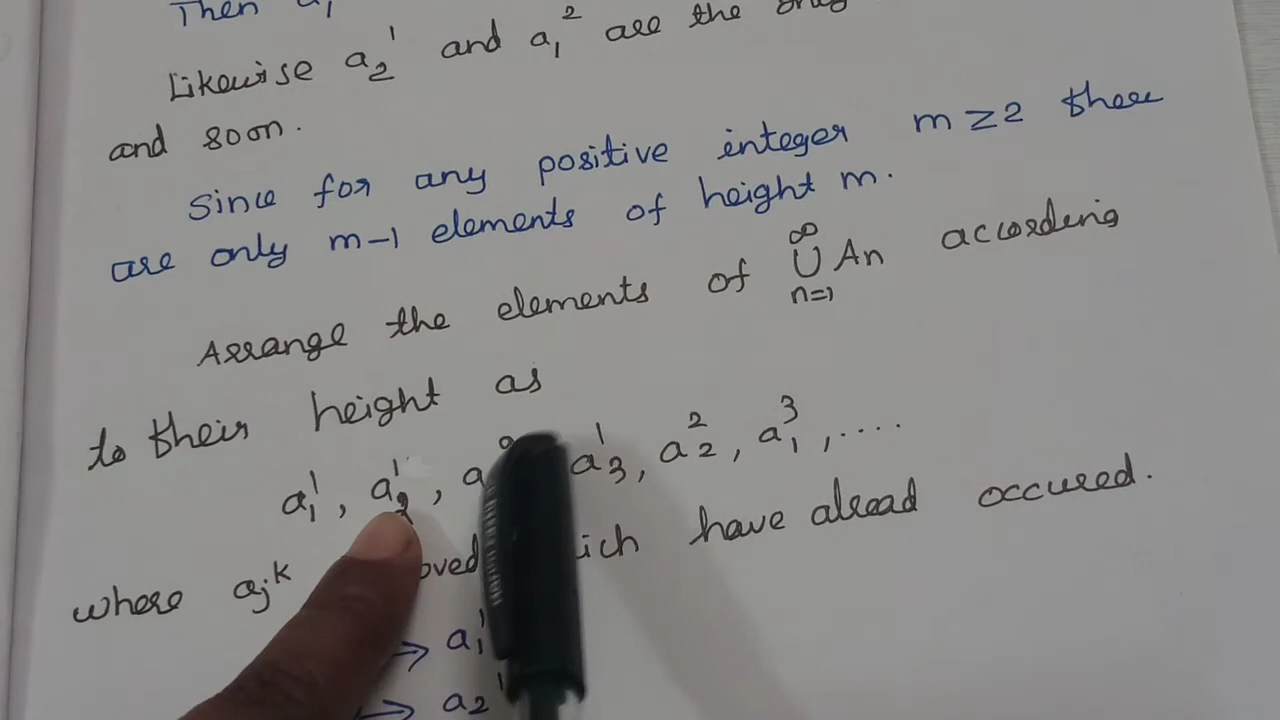 Then a₁
Likewise a₂¹ and a₁² are the only
and soon.
Since for any positive integer m ≥ 2 there
are only m-1 elements of height m.
Arrange the elements of ∞∪n=1 An according
to their height as
a₁¹, a₂¹, a a₃¹, a₂², a₁³, ....
where aⱼᵏ have alread occured.
⇒ a₁¹
⇒ a₂¹